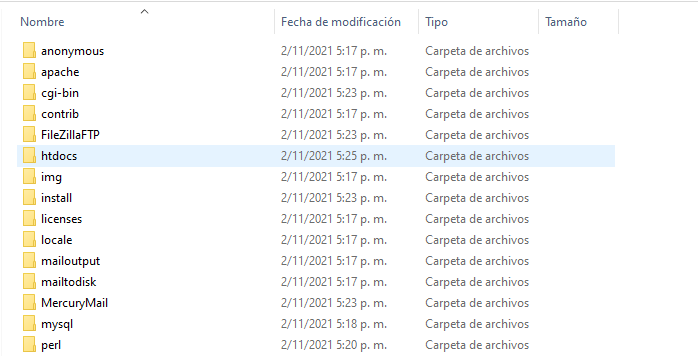 Nombre Fecha de modificación Tipo Tamaño
anonymous 2/11/2021 5:17 p. m. Carpeta de archivos
apache 2/11/2021 5:17 p. m. Carpeta de archivos
cgi-bin 2/11/2021 5:23 p. m. Carpeta de archivos
contrib 2/11/2021 5:17 p. m. Carpeta de archivos
FileZillaFTP 2/11/2021 5:23 p. m. Carpeta de archivos
htdocs 2/11/2021 5:25 p. m. Carpeta de archivos
img 2/11/2021 5:17 p. m. Carpeta de archivos
install 2/11/2021 5:23 p. m. Carpeta de archivos
licenses 2/11/2021 5:17 p. m. Carpeta de archivos
locale 2/11/2021 5:17 p. m. Carpeta de archivos
mailoutput 2/11/2021 5:17 p. m. Carpeta de archivos
mailtodisk 2/11/2021 5:17 p. m. Carpeta de archivos
MercuryMail 2/11/2021 5:23 p. m. Carpeta de archivos
mysql 2/11/2021 5:18 p. m. Carpeta de archivos
perl 2/11/2021 5:20 p. m. Carpeta de archivos